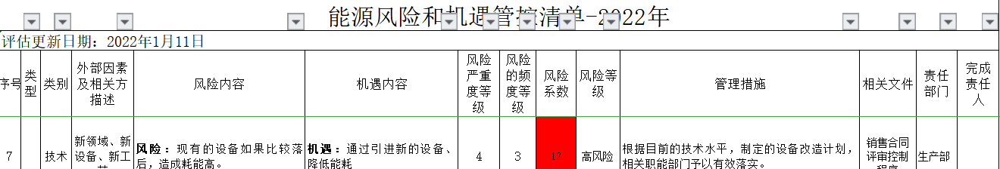 能源风险和机遇管控清单-2022年
评估更新日期：2022年1月11日
序号
类
型
类别
外部因素
及相关方
描述
风险内容
机遇内容
风险
严重
度等
级
风险
的频
度等
级
风险
系数
风险等
级
管理措施
相关文件
责任
部门
完成
责任
人
7
技术
新领域、新
设备、新工
风险：现有的设备如果比较落
后，造成耗能高。
机遇：通过引进新的设备、
降低能耗
4
3
12
高风险
根据目前的技术水平，制定的设备改造计划，
相关职能部门予以有效落实。
销售合同
评审控制
程序
生产部